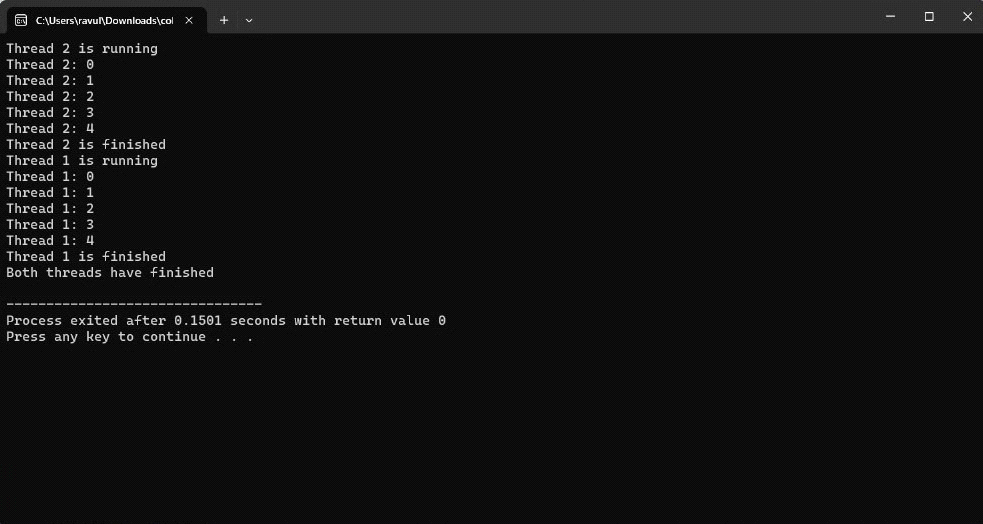 C:\Users\ravul\Downloads\col
Thread 2 is running
Thread 2: 0
Thread 2: 1
Thread 2: 2
Thread 2: 3
Thread 2: 4
Thread 2 is finished
Thread 1 is running
Thread 1: 0
Thread 1: 1
Thread 1: 2
Thread 1: 3
Thread 1: 4
Thread 1 is finished
Both threads have finished
--------------------------------
Process exited after 0.1501 seconds with return value 0
Press any key to continue . . .